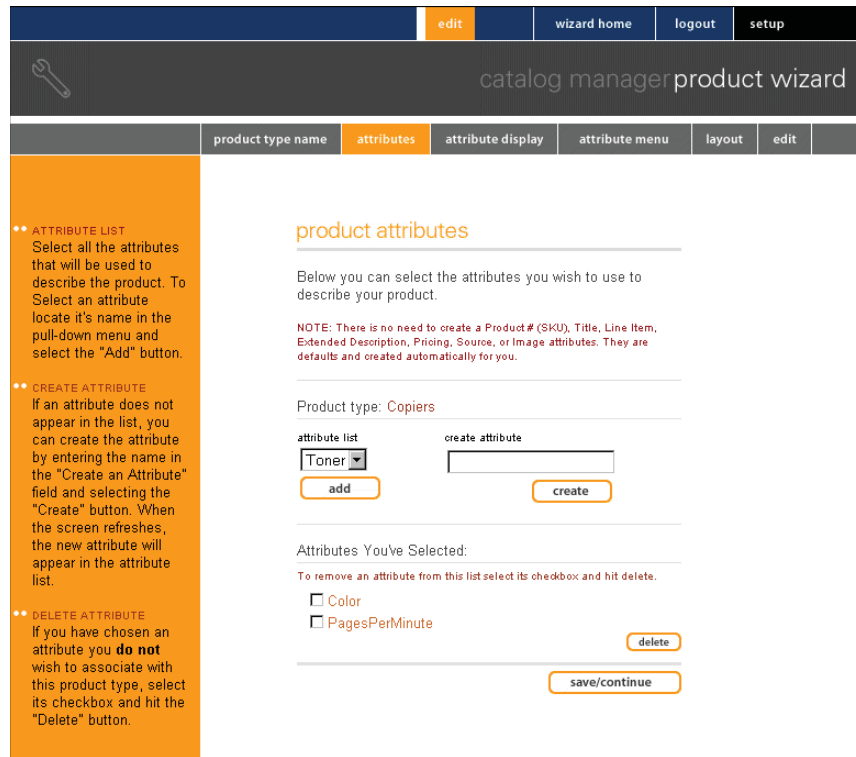 edit
wizard home
logout
setup
catalog manager product wizard
product type name
attributes
attribute display
attribute menu
layout
edit
ATTRIBUTE LIST
Select all the attributes
that will be used to
describe the product. To
Select an attribute
locate it's name in the
pull-down menu and
select the "Add" button.
CREATE ATTRIBUTE
If an attribute does not
appear in the list, you
can create the attribute
by entering the name in
the "Create an Attribute"
field and selecting the
"Create" button. When
the screen refreshes,
the new attribute will
appear in the attribute
list.
DELETE ATTRIBUTE
If you have chosen an
attribute you do not
wish to associate with
this product type, select
its checkbox and hit the
"Delete" button.
product attributes
Below you can select the attributes you wish to use to
describe your product.
NOTE: There is no need to create a Product # (SKU), Title, Line Item,
Extended Description, Pricing, Source, or Image attributes. They are
defaults and created automatically for you.
Product type: Copiers
attribute list
create attribute
Toner
add
create
Attributes You've Selected:
To remove an attribute from this list select its checkbox and hit delete.
Color
PagesPerMinute
delete
save/continue